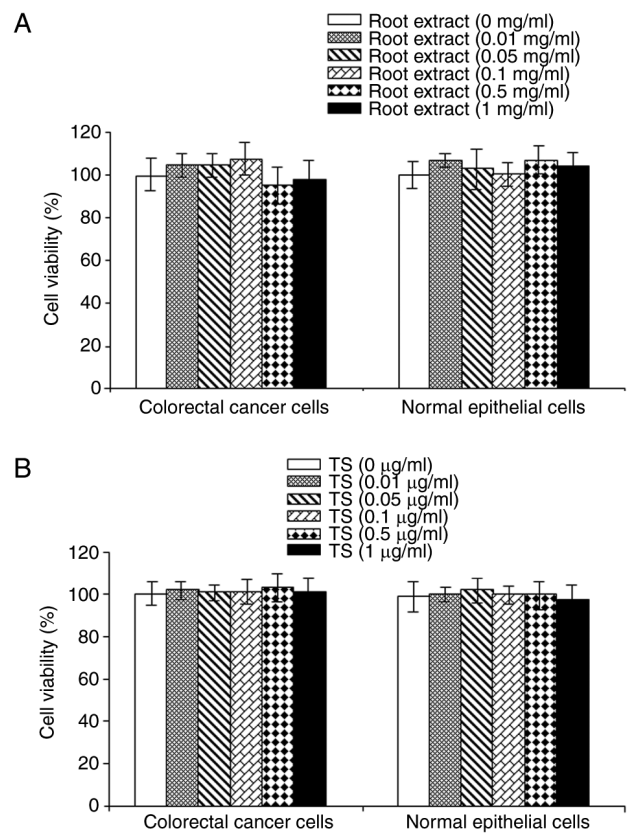 A
Root extract (0 mg/ml)
Root extract (0.01 mg/ml)
Root extract (0.05 mg/ml)
Root extract (0.1 mg/ml)
Root extract (0.5 mg/ml)
Root extract (1 mg/ml)
120
100
80
60
40
20
0
Cell viability (%)
Colorectal cancer cells
Normal epithelial cells
B
TS (0 µg/ml)
TS (0.01 µg/ml)
TS (0.05 µg/ml)
TS (0.1 µg/ml)
TS (0.5 µg/ml)
TS (1 µg/ml)
120
100
80
60
40
20
0
Cell viability (%)
Colorectal cancer cells
Normal epithelial cells